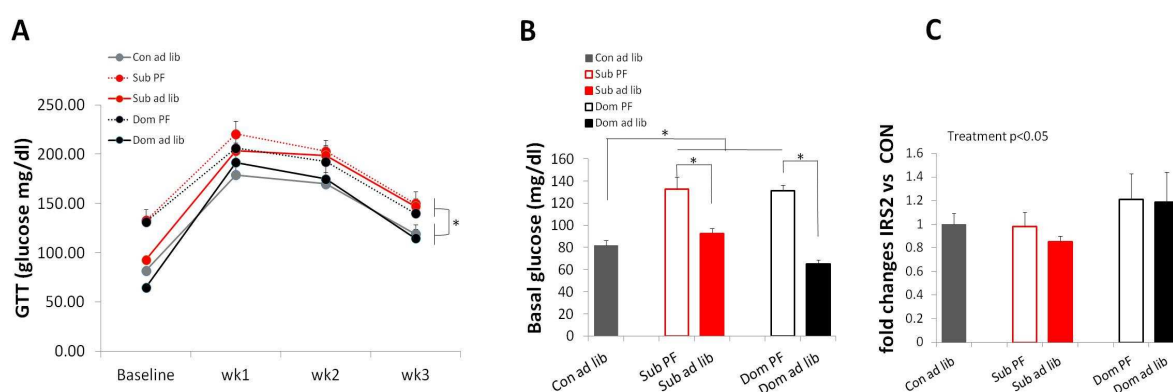 A
Con ad lib
Sub PF
Sub ad lib
Dom PF
Dom ad lib
GTT (glucose mg/dl)
250.00
200.00
150.00
100.00
50.00
0.00
Baseline wk1 wk2 wk3
*
B
Con ad lib
Sub PF
Sub ad lib
Dom PF
Dom ad lib
Basal glucose (mg/dl)
160
140
120
100
80
60
40
20
0
*
*
*
Con ad lib
Sub PF
Sub ad lib
Dom PF
Dom ad lib
C
Treatment p<0.05
fold changes IRS2 vs CON
1.6
1.4
1.2
1
0.8
0.6
0.4
0.2
0
Con ad lib
Sub PF
Sub ad lib
Dom PF
Dom ad lib